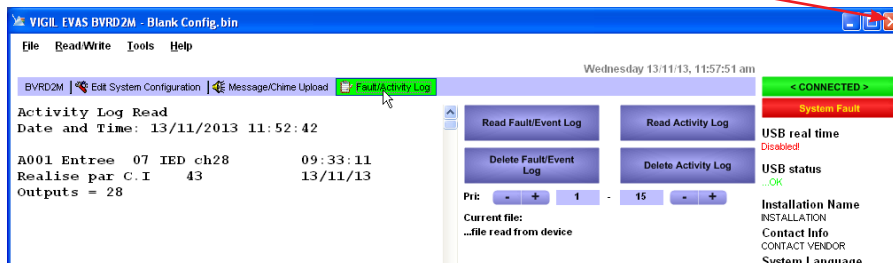 VIGIL EVAS BVRD2M - Blank Config.bin
File Read/Write Tools Help
Wednesday 13/11/13, 11:57:51 am
BVRD2M Edit System Configuration Message/Chime Upload Fault/Activity Log
< CONNECTED >
System Fault
Activity Log Read
Date and Time: 13/11/2013 11:52:42
A001 Entree 07 IED ch28 09:33:11
Realise par C.I 43 13/11/13
Outputs = 28
Read Fault/Event Log
Read Activity Log
Delete Fault/Event
Log
Delete Activity Log
Pri: - + 1 - 15 - +
Current file:
...file read from device
USB real time
Disabled!
USB status
...OK
Installation Name
INSTALLATION
Contact Info
CONTACT VENDOR
System Language